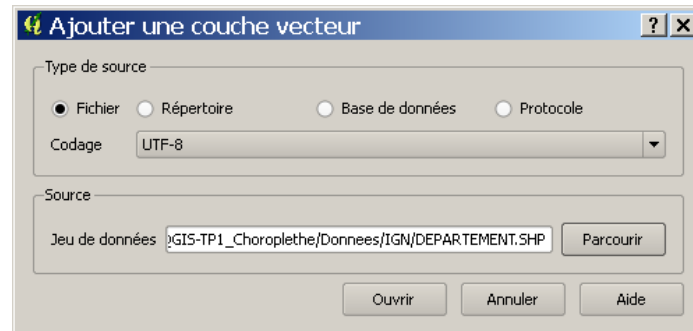 Ajouter une couche vecteur
Type de source
Fichier Répertoire Base de données Protocole
Codage UTF-8
Source
Jeu de données GIS-TP1_Choroplethe/Donnees/IGN/DEPARTEMENT.SHP Parcourir
Ouvrir Annuler Aide